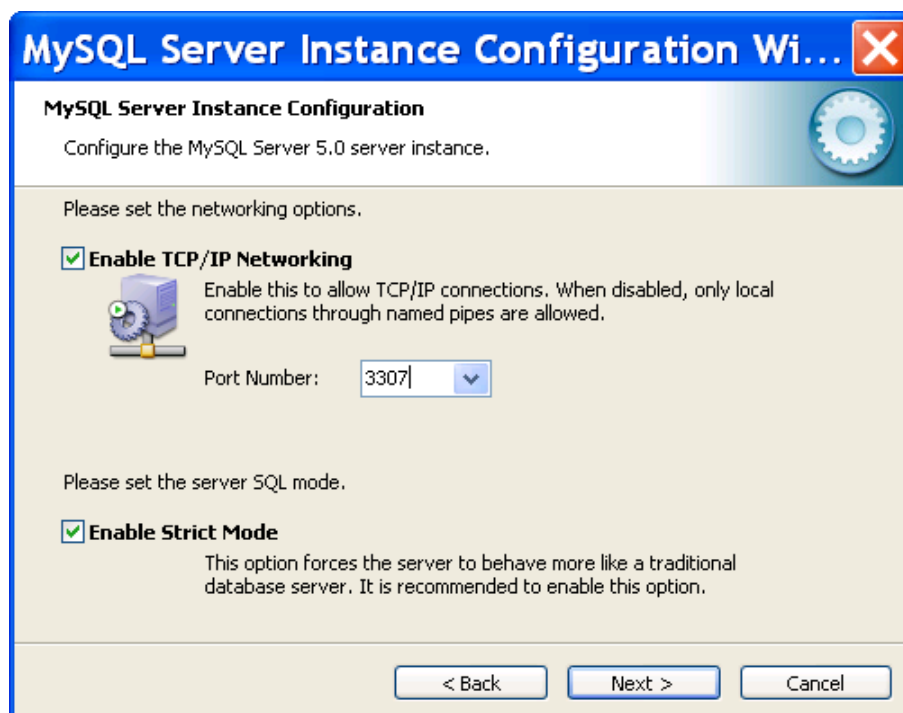 MySQL Server Instance Configuration Wi...
MySQL Server Instance Configuration
Configure the MySQL Server 5.0 server instance.
Please set the networking options.
Enable TCP/IP Networking
Enable this to allow TCP/IP connections. When disabled, only local
connections through named pipes are allowed.
Port Number: 3307
Please set the server SQL mode.
Enable Strict Mode
This option forces the server to behave more like a traditional
database server. It is recommended to enable this option.
< Back Next > Cancel